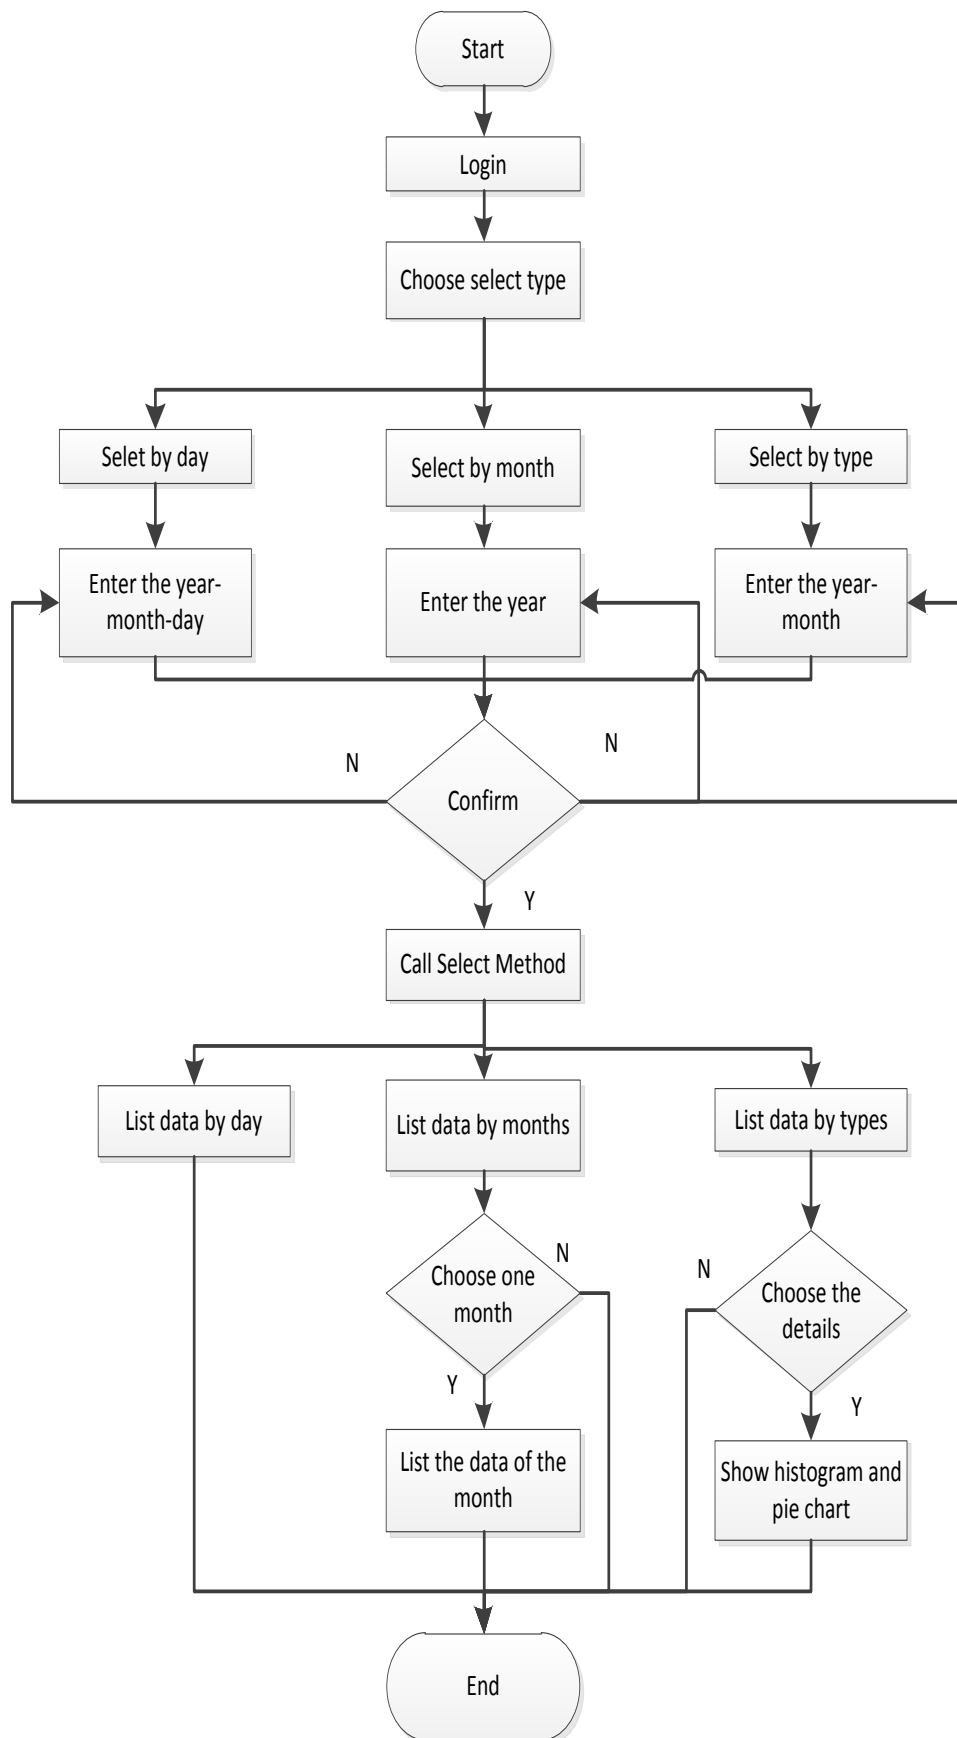 Start
Login
Choose select type
Selet by day
Select by month
Select by type
Enter the year-
month-day
Enter the year
Enter the year-
month
N
N
Confirm
Y
Call Select Method
List data by day
List data by months
List data by types
N
Choose one
month
N
Choose the
details
Y
Y
List the data of the
month
Show histogram and
pie chart
End